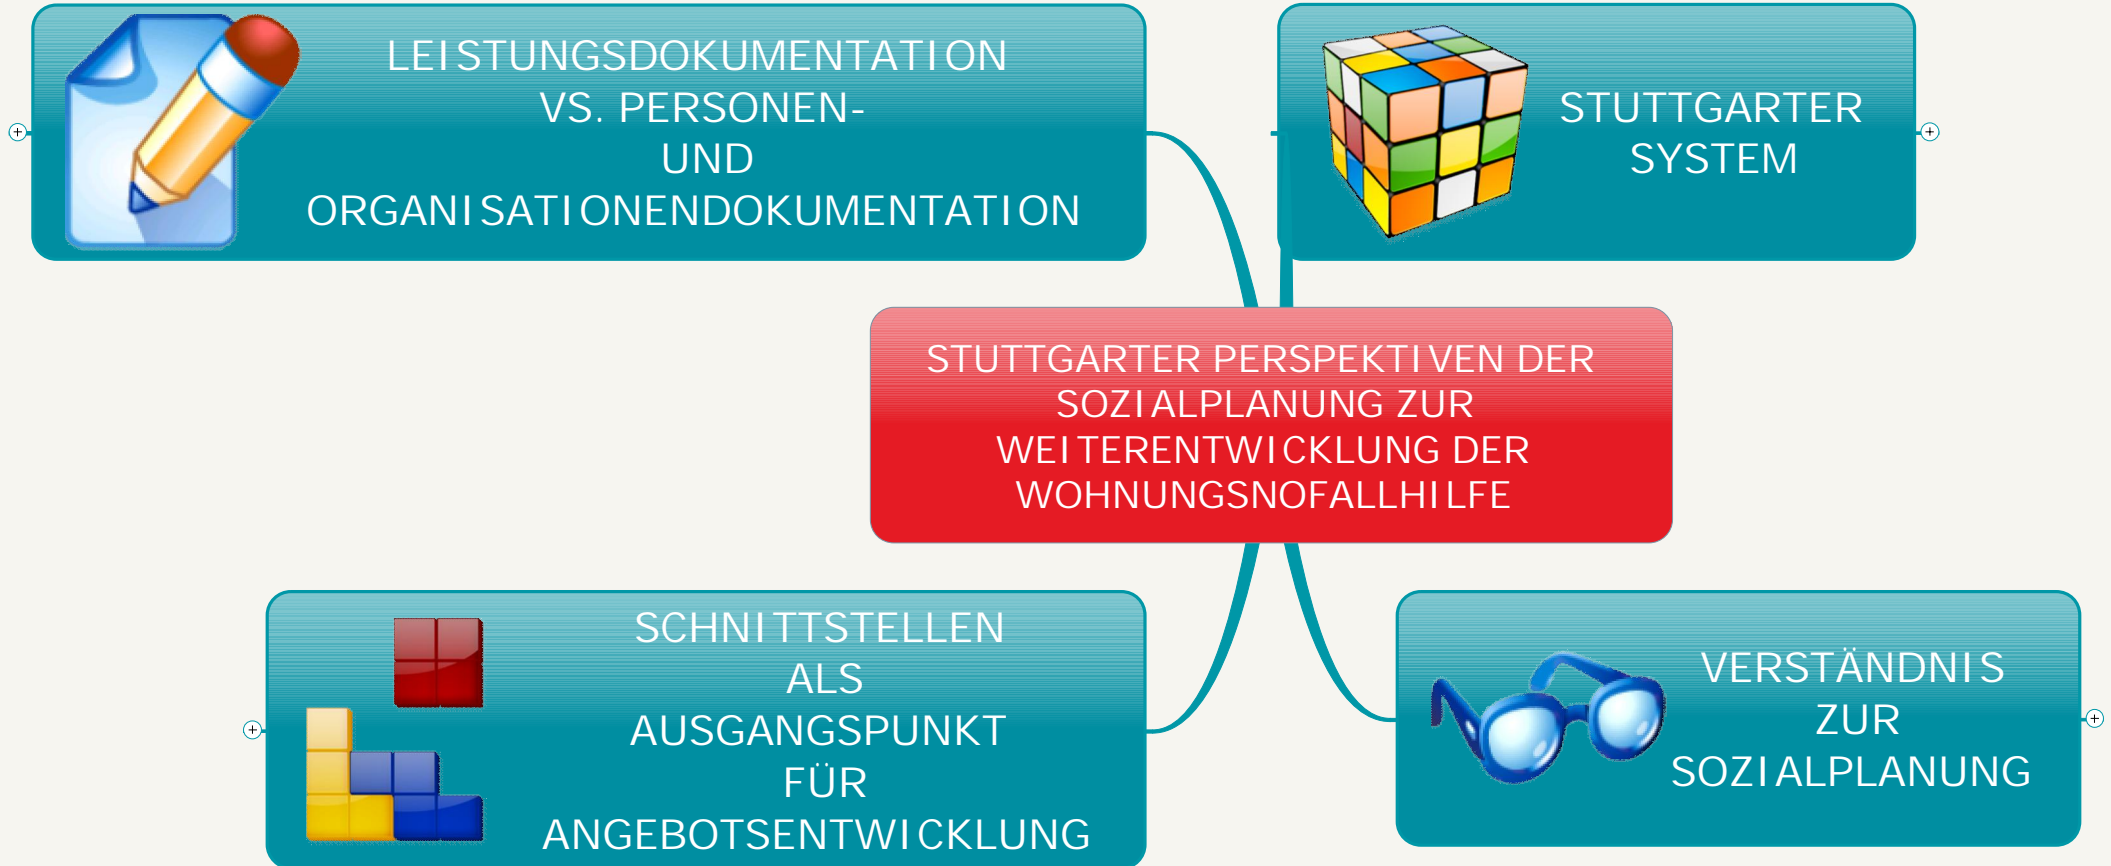 LEISTUNGSDOKUMENTATION
VS. PERSONEN-
UND
ORGANISATIONENDOKUMENTATION
STUTTGARTER
SYSTEM
STUTTGARTER PERSPEKTIVEN DER
SOZIALPLANUNG ZUR
WEITERENTWICKLUNG DER
WOHNUNGSNOFALLHILFE
SCHNITTSTELLEN
ALS
AUSGANGSPUNKT
FÜR
ANGEBOTSENTWICKLUNG
VERSTÄNDNIS
ZUR
SOZIALPLANUNG